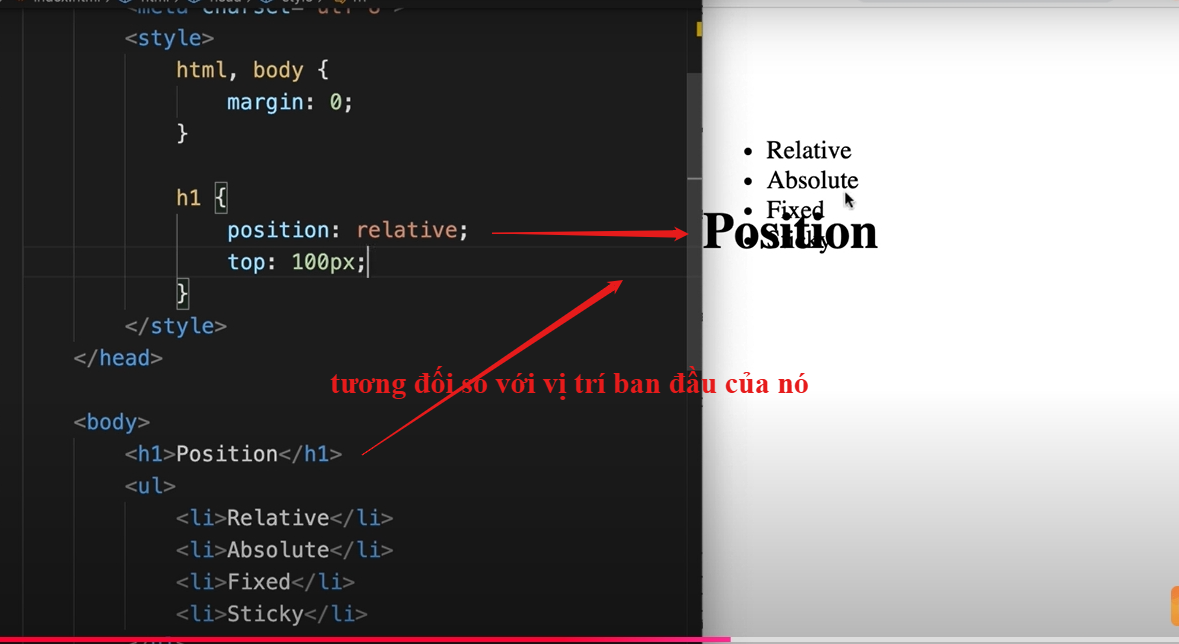 <meta charset="utf-8">
<style>
html, body {
margin: 0;
}
h1 {
position: relative;
top: 100px;
}
</style>
</head>
<body>
<h1>Position</h1>
<ul>
<li>Relative</li>
<li>Absolute</li>
<li>Fixed</li>
<li>Sticky</li>
tương đối so với vị trí ban đầu của nó
• Relative
• Absolute
• Fixed
• Sticky
Position